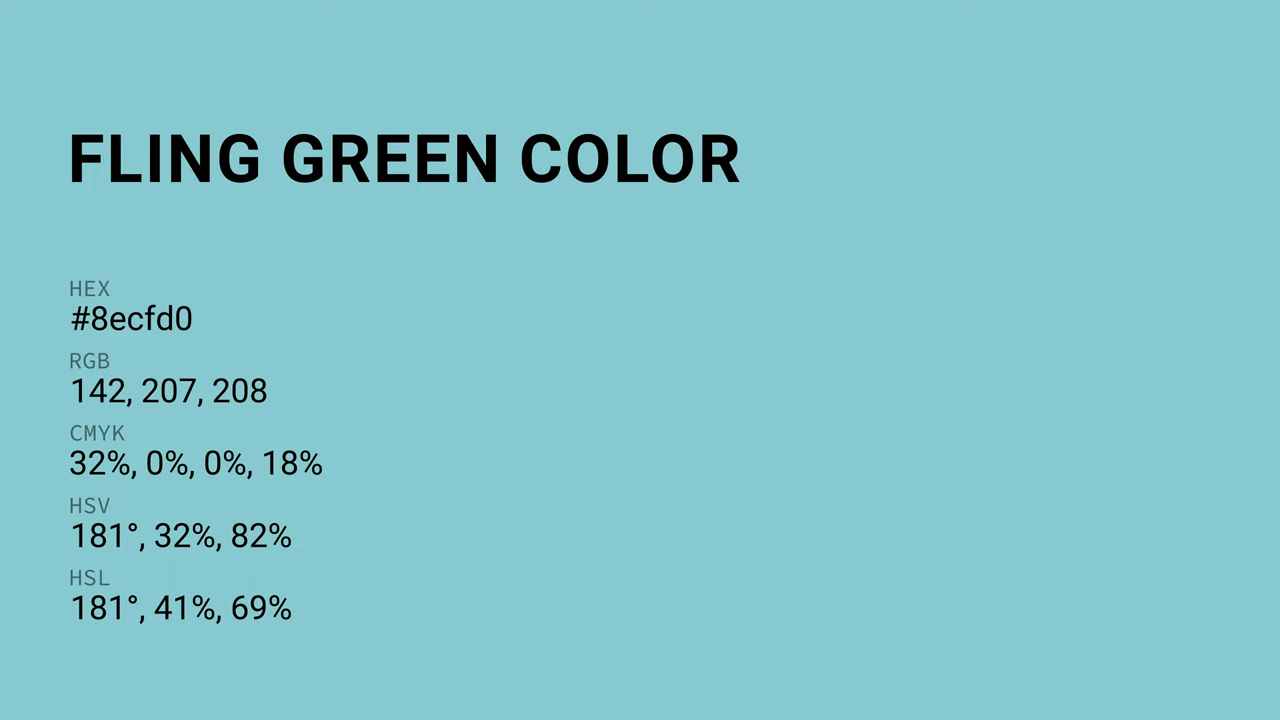 FLING GREEN COLOR
HEX
#8ecfd0
RGB
142, 207, 208
CMYK
32%, 0%, 0%, 18%
HSV
181°, 32%, 82%
HSL
181°, 41%, 69%